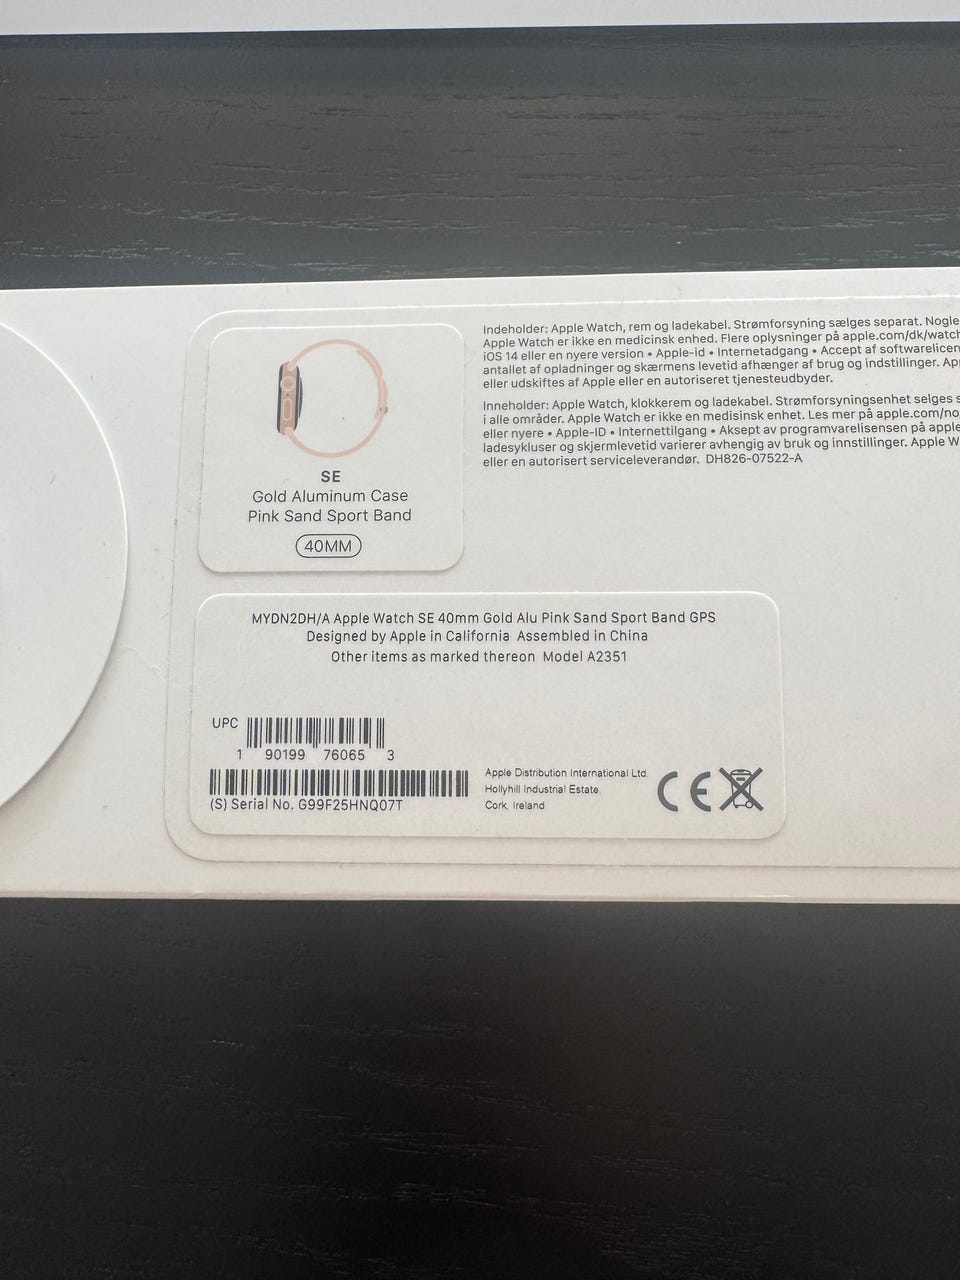 Indeholder: Apple Watch, rem og ladekabel. Strømforsyning sælges separat. Nogle
Apple Watch er ikke en medicinsk enhed. Flere oplysninger på apple.com/dk/watch
iOS 14 eller en nyere version • Apple-id • Internetadgang • Accept af softwarelicen
antallet af opladninger og skærmens levetid afhænger af brug og indstillinger. Ap
eller udskiftes af Apple eller en autoriseret tjenesteudbyder.
Inneholder: Apple Watch, klokkerem og ladekabel. Strømforsyningsenhet selges s
i alle områder. Apple Watch er ikke en medisinsk enhet. Les mer på apple.com/no
eller nyere • Apple-ID • Internettilgang • Aksept av programvarelisensen på apple
ladesykluser og skjermlevetid varierer avhengig av bruk og innstillinger. Apple W
eller en autorisert serviceleverandør. DH826-07522-A
SE
Gold Aluminum Case
Pink Sand Sport Band
40MM
MYDN2DH/A Apple Watch SE 40mm Gold Alu Pink Sand Sport Band GPS
Designed by Apple in California Assembled in China
Other items as marked thereon Model A2351
UPC
1 90199 76065 3
(S) Serial No. G99F25HNQ07T
Apple Distribution International Ltd.
Hollyhill Industrial Estate
Cork, Ireland
CE